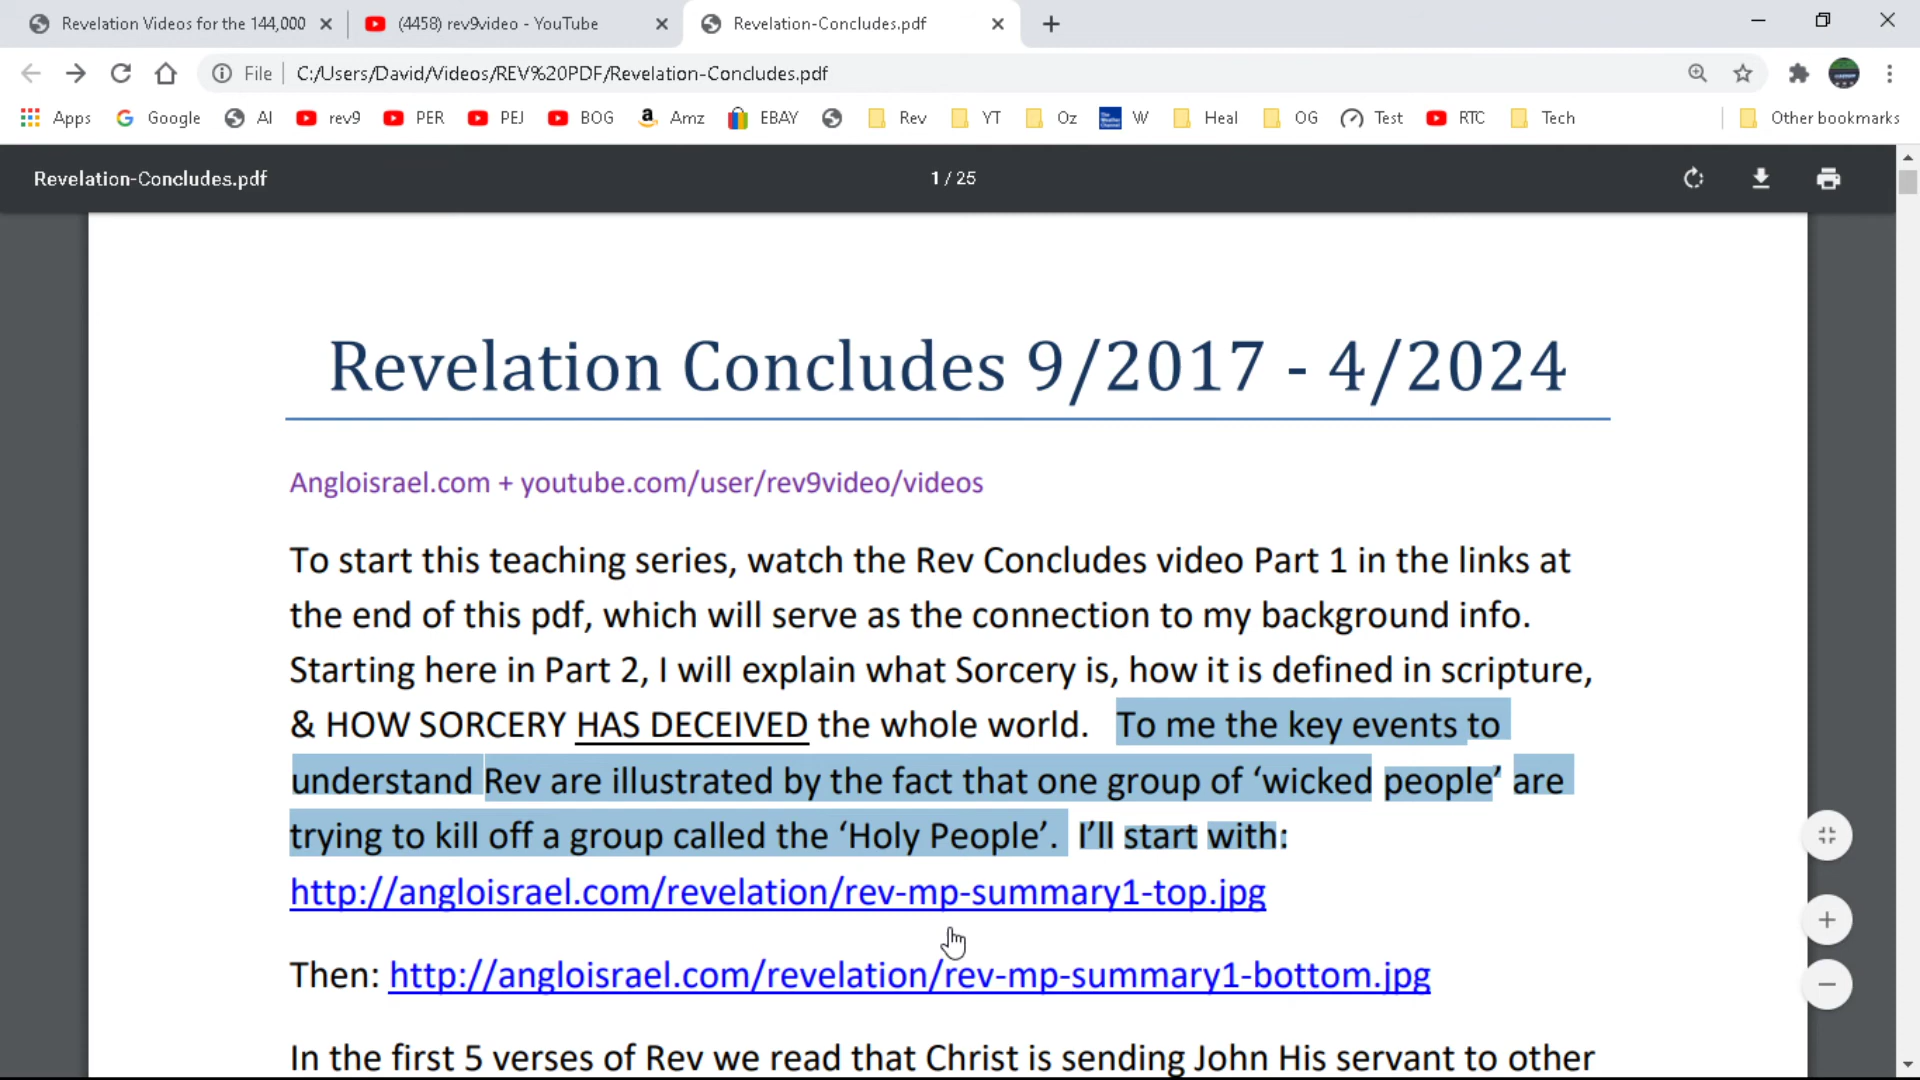 Revelation Videos for the 144,000
(4458) rev9video - YouTube
Revelation-Concludes.pdf
File
C:/Users/David/Videos/REV%20PDF/Revelation-Concludes.pdf
Apps
Google
AI
rev9
PER
PEJ
BOG
Amz
EBAY
Rev
YT
Oz
W
Heal
OG
Test
RTC
Tech
Other bookmarks
Revelation-Concludes.pdf
1 / 25
Revelation Concludes 9/2017 - 4/2024
Angloisrael.com + youtube.com/user/rev9video/videos
To start this teaching series, watch the Rev Concludes video Part 1 in the links at
the end of this pdf, which will serve as the connection to my background info.
Starting here in Part 2, I will explain what Sorcery is, how it is defined in scripture,
& HOW SORCERY HAS DECEIVED the whole world. To me the key events to
understand Rev are illustrated by the fact that one group of ‘wicked people’ are
trying to kill off a group called the ‘Holy People’. I’ll start with:
http://angloisrael.com/revelation/rev-mp-summary1-top.jpg
Then: http://angloisrael.com/revelation/rev-mp-summary1-bottom.jpg
In the first 5 verses of Rev we read that Christ is sending John His servant to other